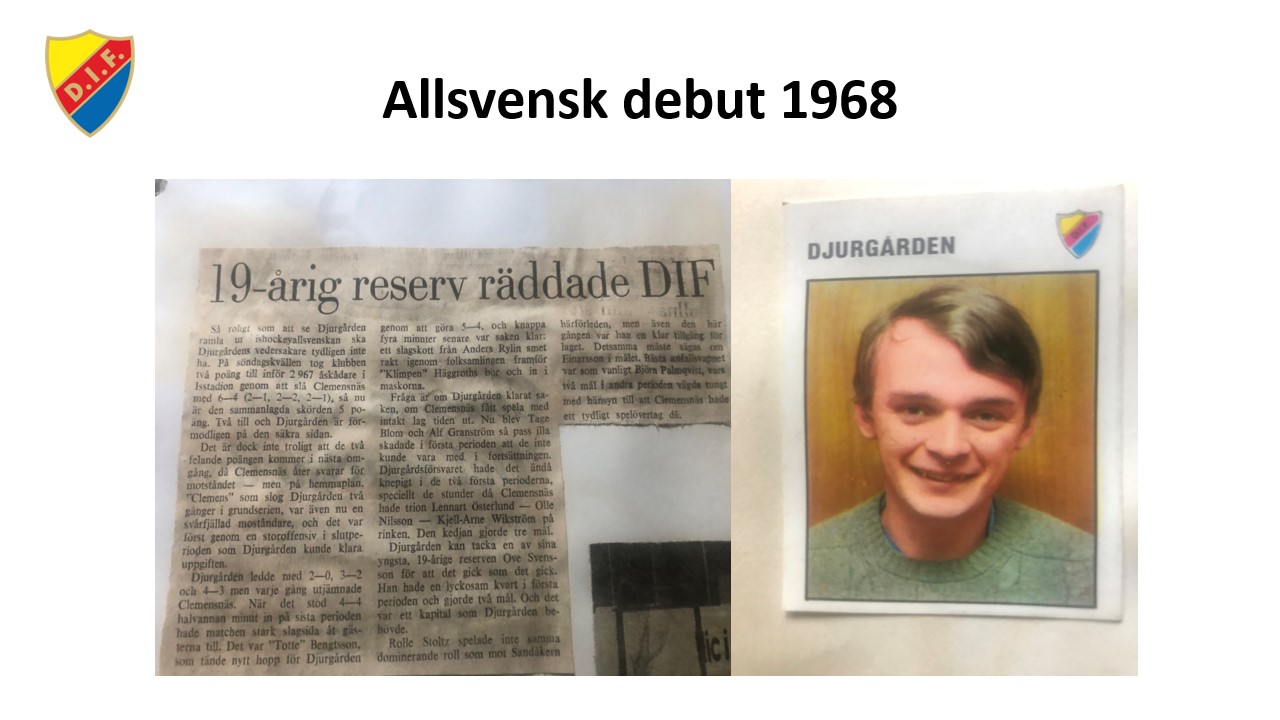 D.I.F.
Allsvensk debut 1968
19-årig reserv räddade DIF
Så roligt som att se Djurgården
ramla ur ishockeyallsvenskan ska
Djurgårdens vedersakare tydligen inte
ha. På söndagskvällen tog klubben
två poäng till inför 2 967 åskådare i
Isstadion genom att slå Clemensnäs
med 6—4 (2—1, 2—2, 2—1), så nu
är den sammanlagda skörden 5 po-
äng. Två till och Djurgården är för-
modligen på den säkra sidan.
Det är dock inte troligt att de två
felande poängen kommer i nästa om-
gång, då Clemensnäs åter svarar för
motståndet — men på hemmaplan.
"Clemens" som slog Djurgården två
gånger i grundserien, var även nu en
svårfjällad moståndare, och det var
först genom en storoffensiv i slutpe-
rioden som Djurgården kunde klara
uppgiften.
Djurgården ledde med 2—0, 3—2
och 4—3 men varje gång utjämnade
Clemensnäs. När det stod 4—4
halvannan minut in på sista perioden
hade matchen stark slagsida åt gäs-
terna till. Det var "Totte" Bengtsson,
som tände nytt hopp för Djurgården
genom att göra 5—4, och knappa
fyra minuter senare var saken klar:
ett slagskott från Anders Rylin smet
rakt igenom folksamlingen framför
"Klimpen" Häggroths bur och in i
maskorna.
Fråga är om Djurgården klarat sa-
ken, om Clemensnäs fått spela med
intakt lag tiden ut. Nu blev Tage
Blom och Alf Granström så pass illa
skadade i första perioden att de inte
kunde vara med i fortsättningen.
Djurgårdsförsvaret hade det ändå
knepigt i de två första perioderna,
speciellt de stunder då Clemensnäs
hade trion Lennart Österlund — Olle
Nilsson — Kjell-Arne Wikström på
rinken. Den kedjan gjorde tre mål.
Djurgården kan tacka en av sina
yngsta, 19-årige reserven Ove Svens-
son för att det gick som det gick.
Han hade en lyckosam kvart i första
perioden och gjorde två mål. Och det
var ett kapital som Djurgården be-
hövde.
Rolle Stoltz spelade inte samma
dominerande roll som mot Sandåkern
häromleden, men även den här
gången var han en klar tillgång för
laget. Detsamma måste sägas om
Einarsson i målet. Bästa anfallsvapnet
var som vanligt Björn Palmqvist, vars
två mål i andra perioden vägde tungt
med hänsyn till att Clemensnäs hade
ett tydligt spelövertag då.
DJURGÅRDEN